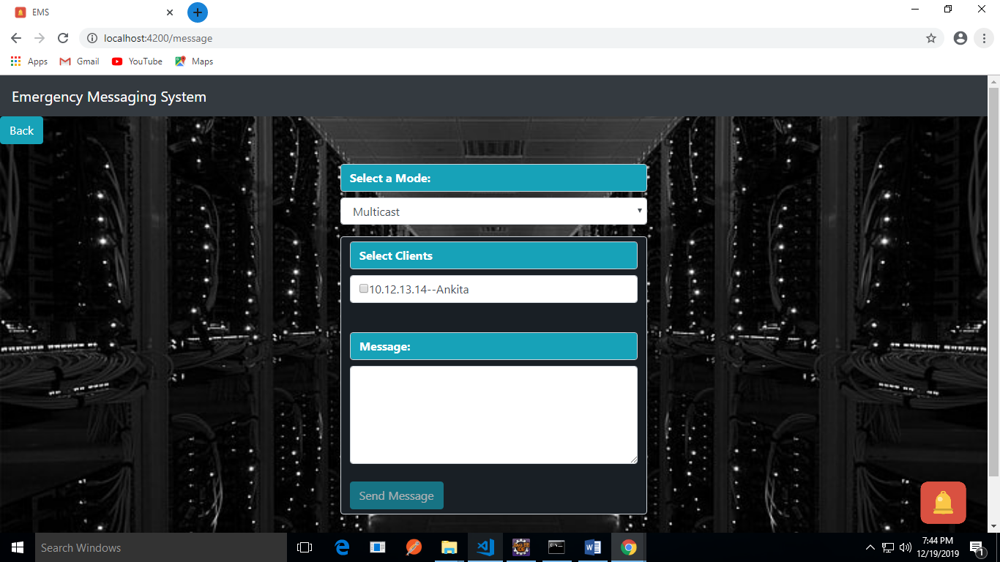 EMS
localhost:4200/message
Apps Gmail YouTube Maps
Emergency Messaging System
Back
Select a Mode:
Multicast
Select Clients
10.12.13.14--Ankita
Message:
Send Message
Search Windows
7:44 PM
12/19/2019
1